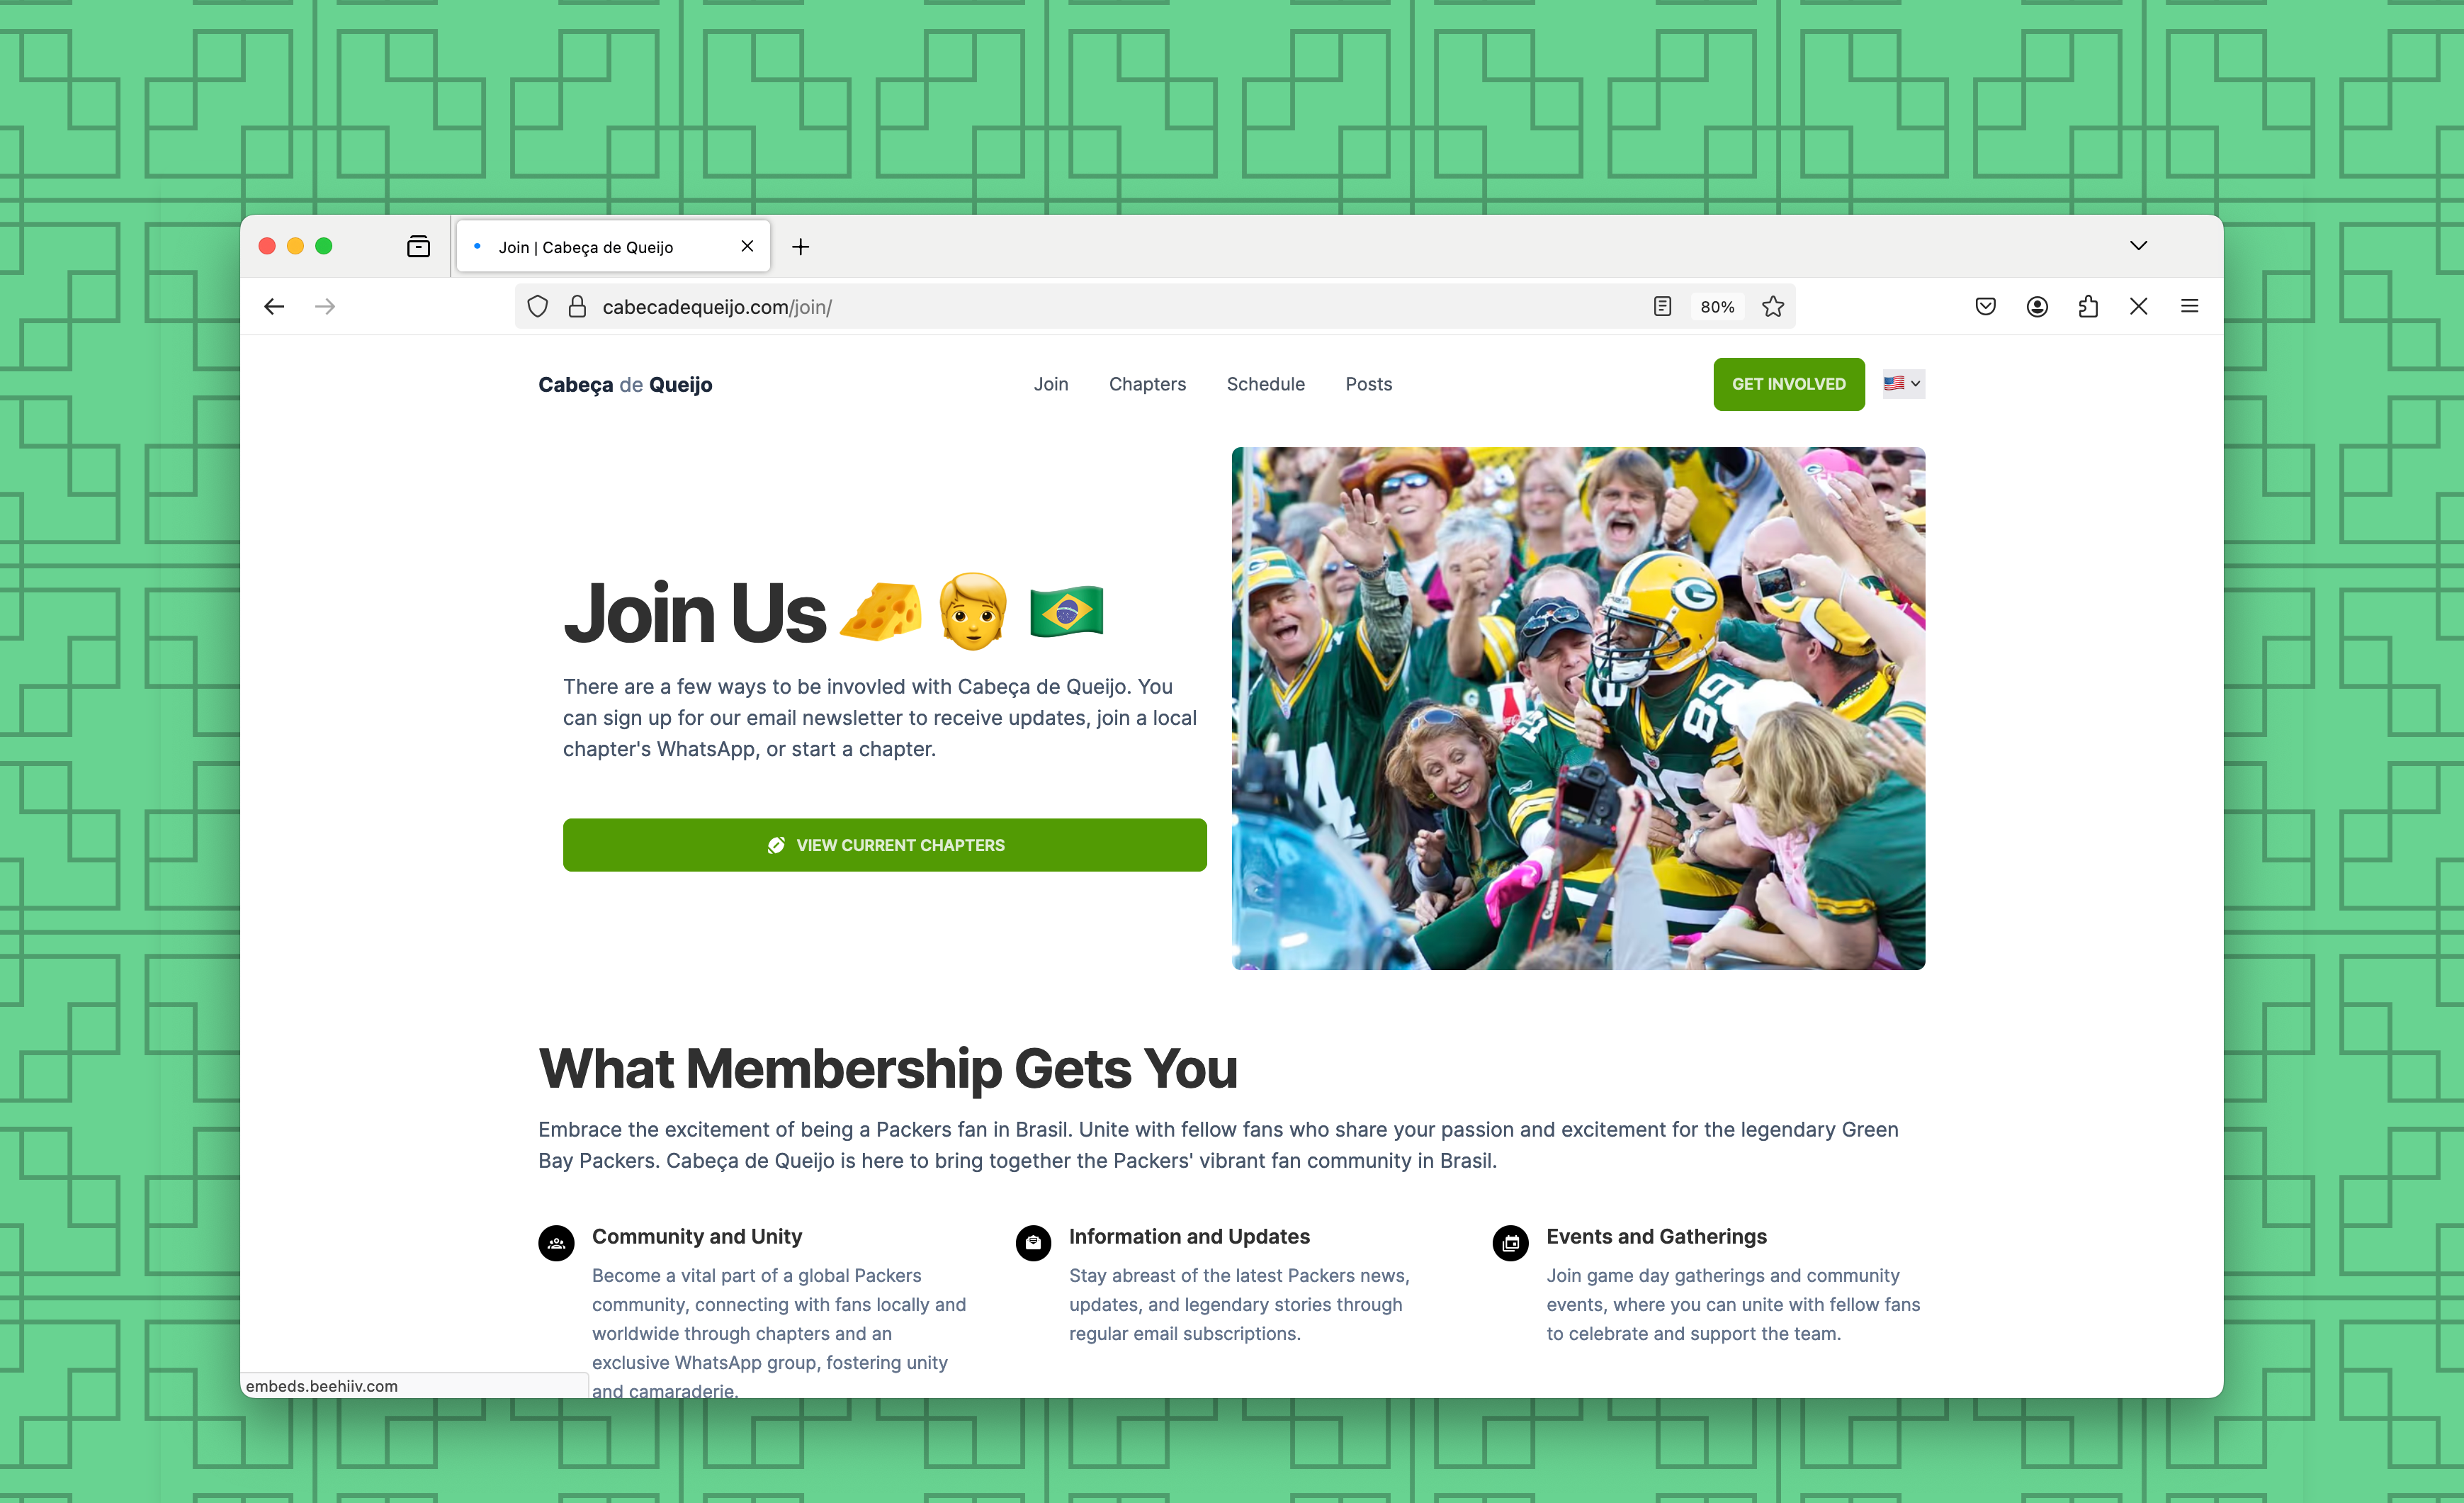 Join | Cabeça de Queijo
cabecadequeijo.com/join/
80%
Cabeça de Queijo
Join
Chapters
Schedule
Posts
GET INVOLVED
Join Us
There are a few ways to be invovled with Cabeça de Queijo. You
can sign up for our email newsletter to receive updates, join a local
chapter's WhatsApp, or start a chapter.
VIEW CURRENT CHAPTERS
G
89
Canon
What Membership Gets You
Embrace the excitement of being a Packers fan in Brasil. Unite with fellow fans who share your passion and excitement for the legendary Green
Bay Packers. Cabeça de Queijo is here to bring together the Packers' vibrant fan community in Brasil.
Community and Unity
Become a vital part of a global Packers
community, connecting with fans locally and
worldwide through chapters and an
exclusive WhatsApp group, fostering unity
and camaraderie.
Information and Updates
Stay abreast of the latest Packers news,
updates, and legendary stories through
regular email subscriptions.
Events and Gatherings
Join game day gatherings and community
events, where you can unite with fellow fans
to celebrate and support the team.
embeds.beehiiv.com